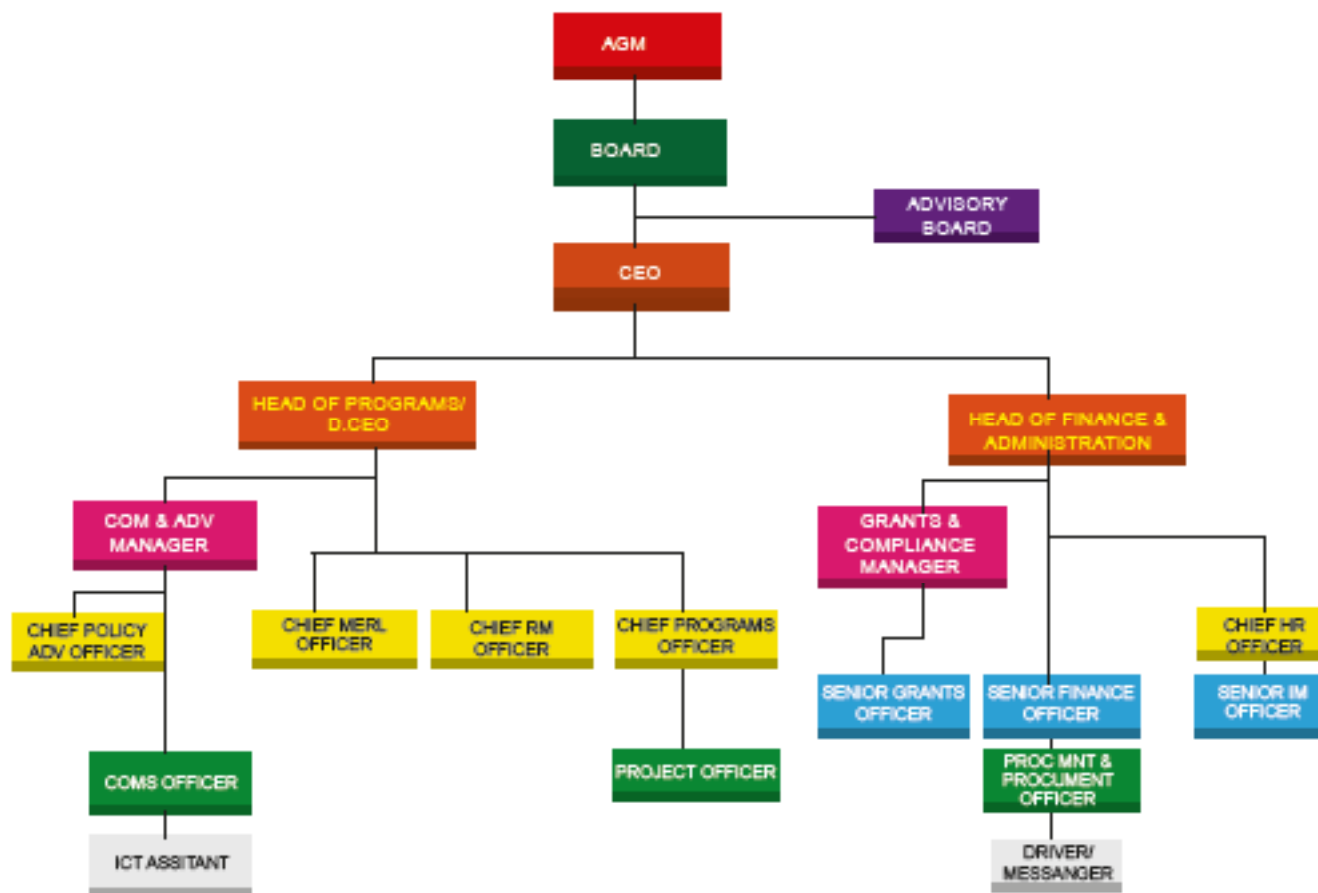 AGM
BOARD
ADVISORY
BOARD
CEO
HEAD OF PROGRAMS/
D.CEO
HEAD OF FINANCE &
ADMINISTRATION
COM & ADV
MANAGER
GRANTS &
COMPLIANCE
MANAGER
CHIEF POLICY
ADV OFFICER
CHIEF MERL
OFFICER
CHIEF RM
OFFICER
CHIEF PROGRAMS
OFFICER
CHIEF HR
OFFICER
SENIOR GRANTS
OFFICER
SENIOR FINANCE
OFFICER
SENIOR IM
OFFICER
COMS OFFICER
PROJECT OFFICER
PROC MNT &
PROCUMENT
OFFICER
ICT ASSITANT
DRIVER/
MESSANGER